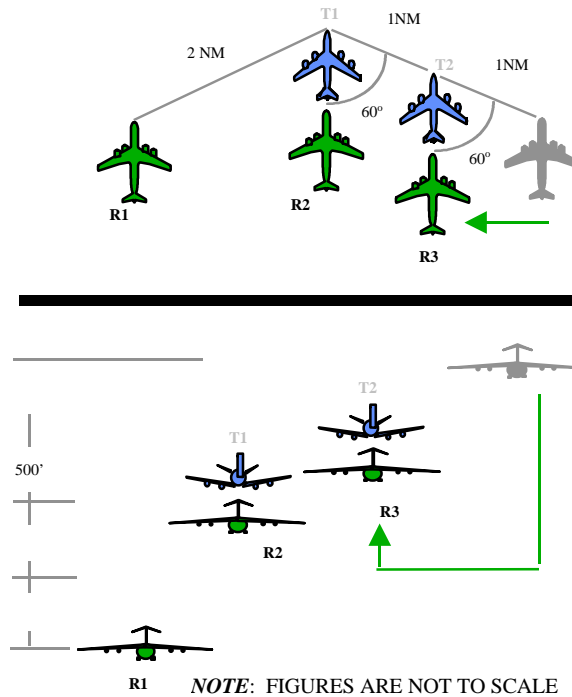 T1
1NM
2 NM
T2
1NM
60º
60º
R1
R2
R3
T2
T1
500’
R3
R2
R1
NOTE: FIGURES ARE NOT TO SCALE